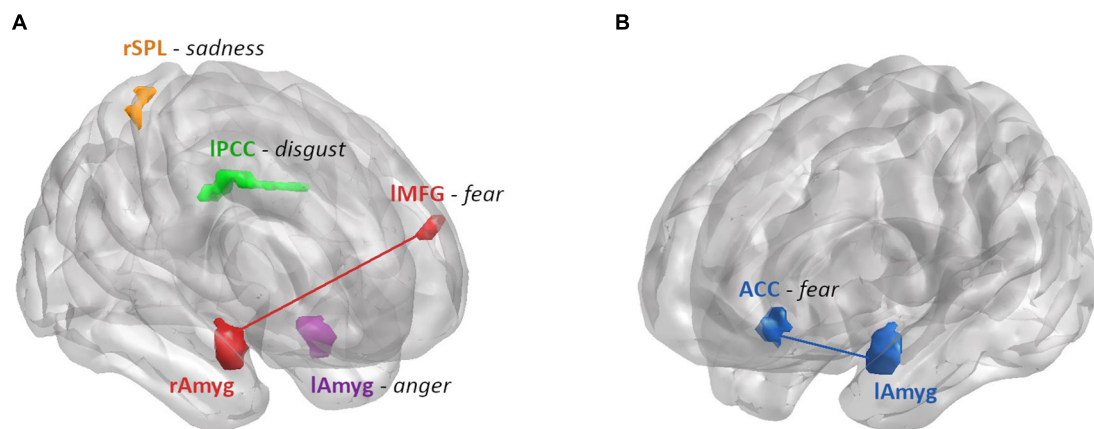 A
B
rSPL - sadness
lPCC - disgust
lMFG - fear
ACC - fear
rAmyg
lAmyg - anger
lAmyg